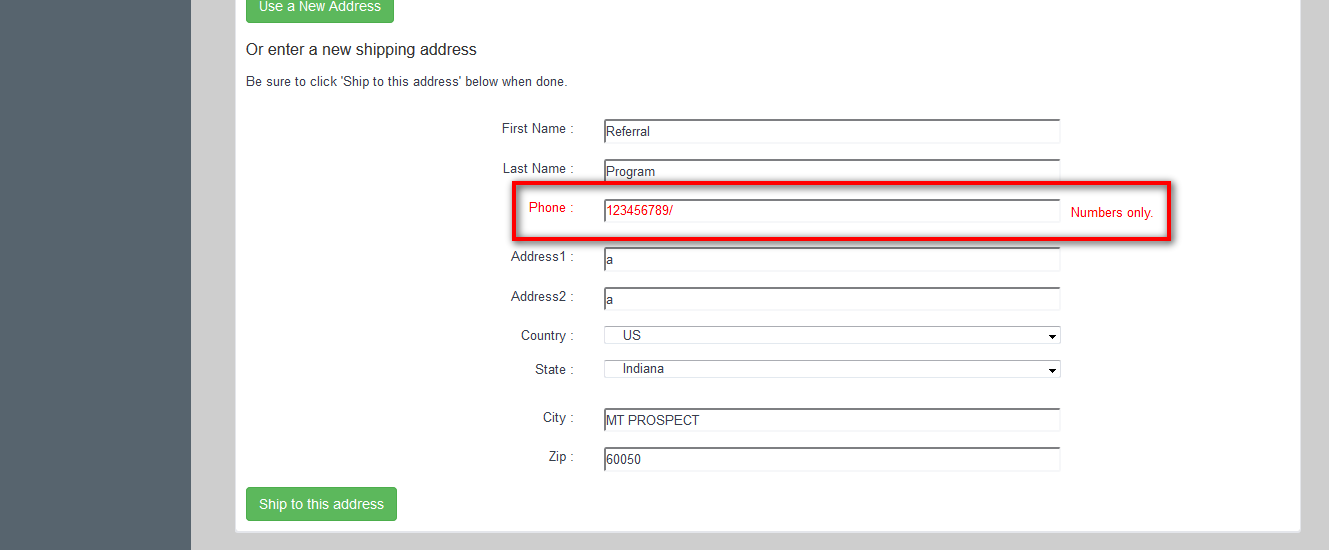 Use a New Address
Or enter a new shipping address
Be sure to click 'Ship to this address' below when done.
First Name : Referral
Last Name : Program
Phone : 123456789/ Numbers only.
Address1 : a
Address2 : a
Country : US
State : Indiana
City : MT PROSPECT
Zip : 60050
Ship to this address